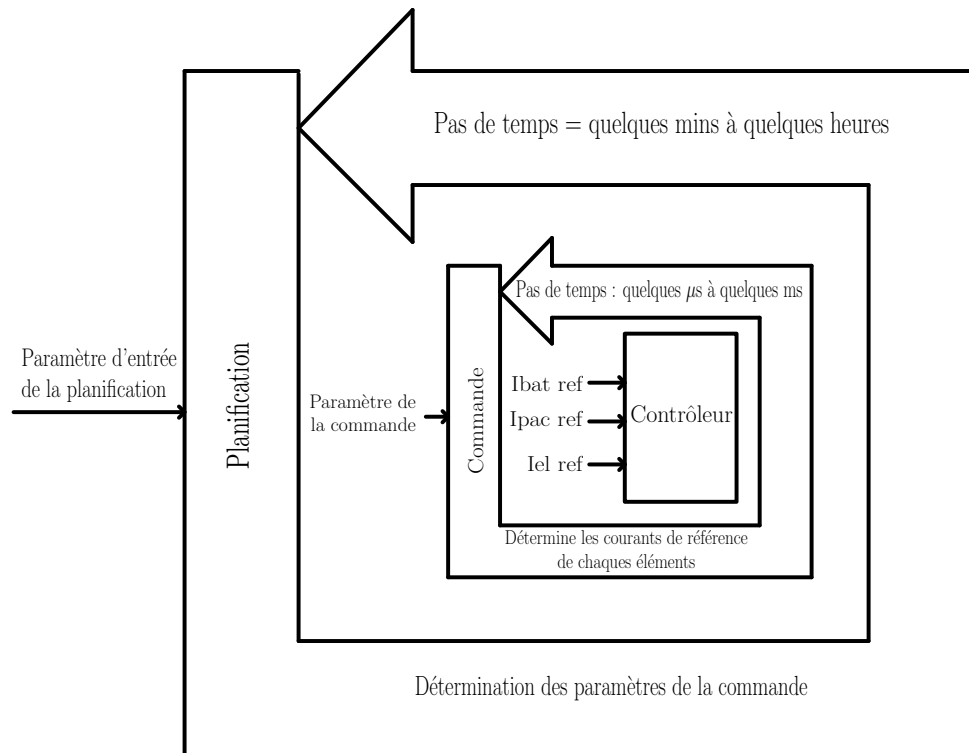 Pas de temps = quelques mins à quelques heures
Pas de temps : quelques µs à quelques ms
Paramètre d'entrée
de la planification
Planification
Paramètre de
la commande
Commande
Ibat ref
Ipac ref
Iel ref
Contrôleur
Détermine les courants de référence
de chaques éléments
Détermination des paramètres de la commande